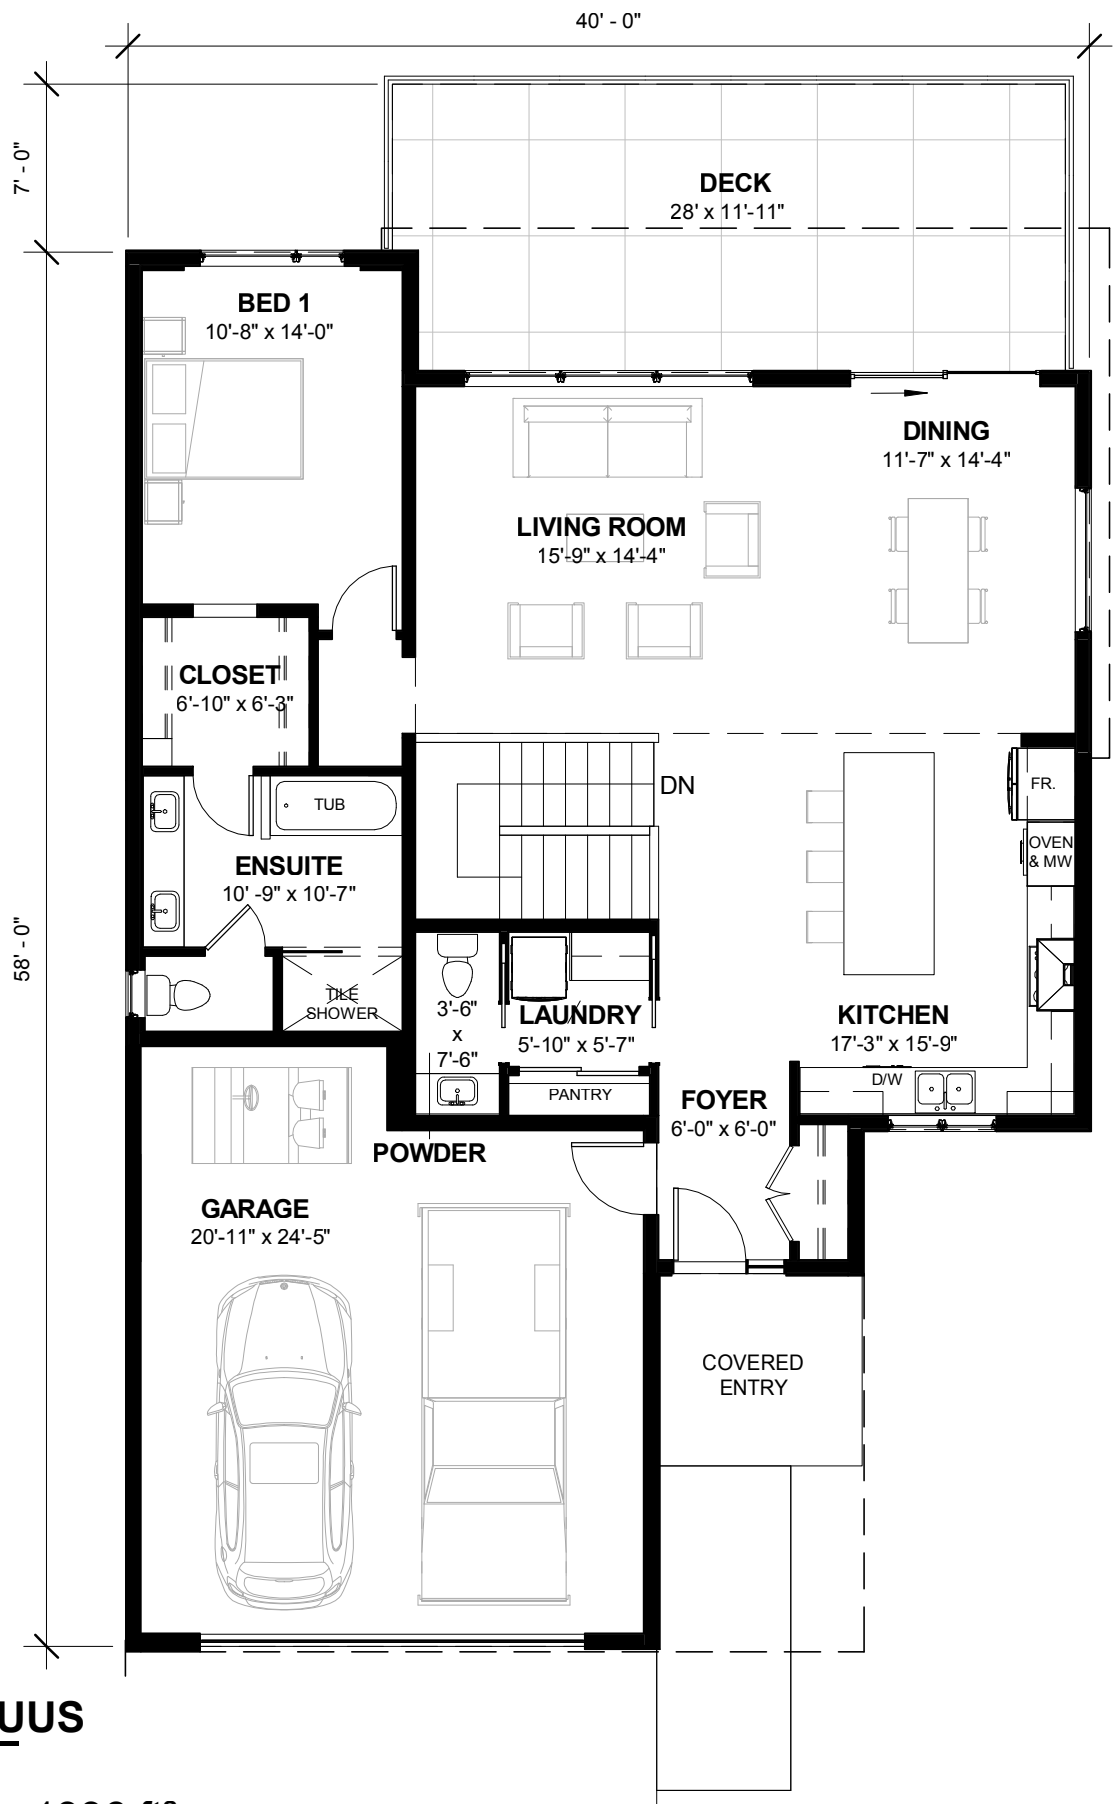 40' - 0"
7' - 0"
DECK
28' x 11'-11"
BED 1
10'-8" x 14'-0"
DINING
11'-7" x 14'-4"
LIVING ROOM
15'-9" x 14'-4"
CLOSET
6'-10" x 6'-3"
DN
FR.
TUB
OVEN
& MW
ENSUITE
10' -9" x 10'-7"
58' - 0"
TILE
SHOWER
3'-6"
x
7'-6"
LAUNDRY
5'-10" x 5'-7"
KITCHEN
17'-3" x 15'-9"
D/W
PANTRY
FOYER
6'-0" x 6'-0"
POWDER
GARAGE
20'-11" x 24'-5"
COVERED
ENTRY
UUS